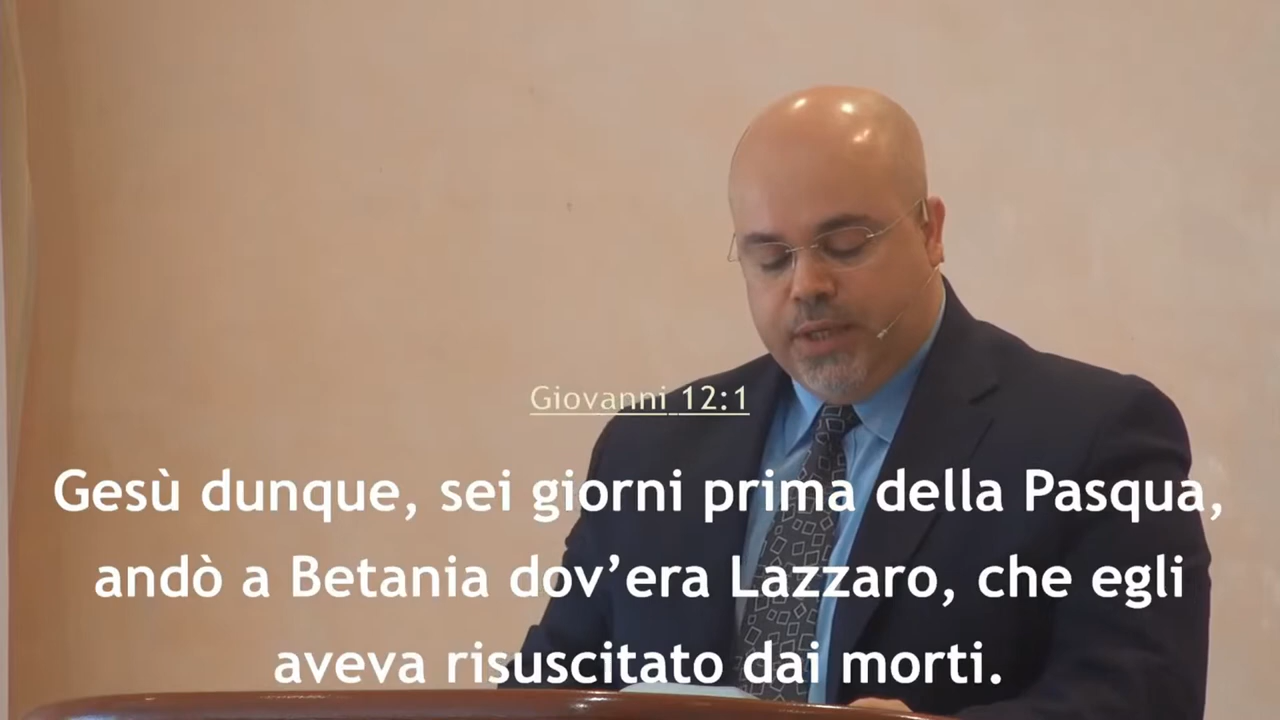 Giovanni 12:1
Gesù dunque, sei giorni prima della Pasqua,
andò a Betania dov’era Lazzaro, che egli
aveva risuscitato dai morti.